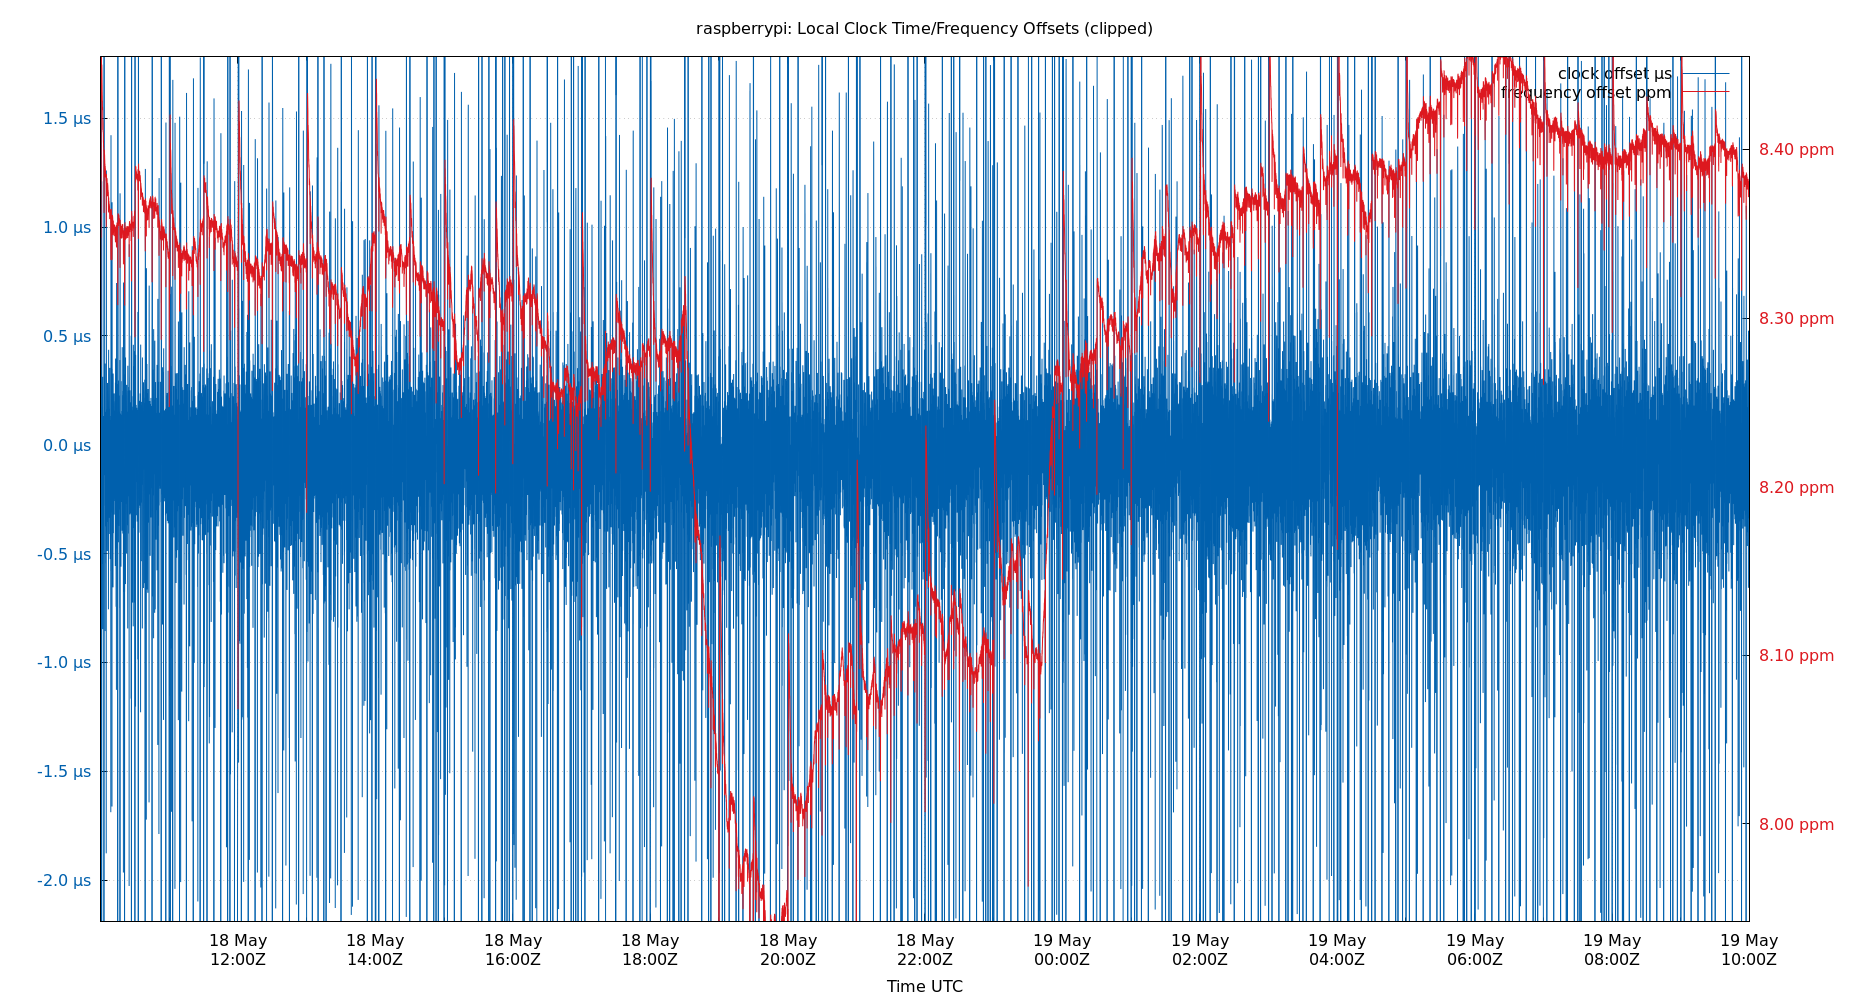 raspberrypi: Local Clock Time/Frequency Offsets (clipped)
clock offset µs
frequency offset ppm
1.5 µs
1.0 µs
0.5 µs
0.0 µs
-0.5 µs
-1.0 µs
-1.5 µs
-2.0 µs
8.40 ppm
8.30 ppm
8.20 ppm
8.10 ppm
8.00 ppm
18 May 18 May 18 May 18 May 18 May 18 May 19 May 19 May 19 May 19 May 19 May 19 May
12:00Z 14:00Z 16:00Z 18:00Z 20:00Z 22:00Z 00:00Z 02:00Z 04:00Z 06:00Z 08:00Z 10:00Z
Time UTC